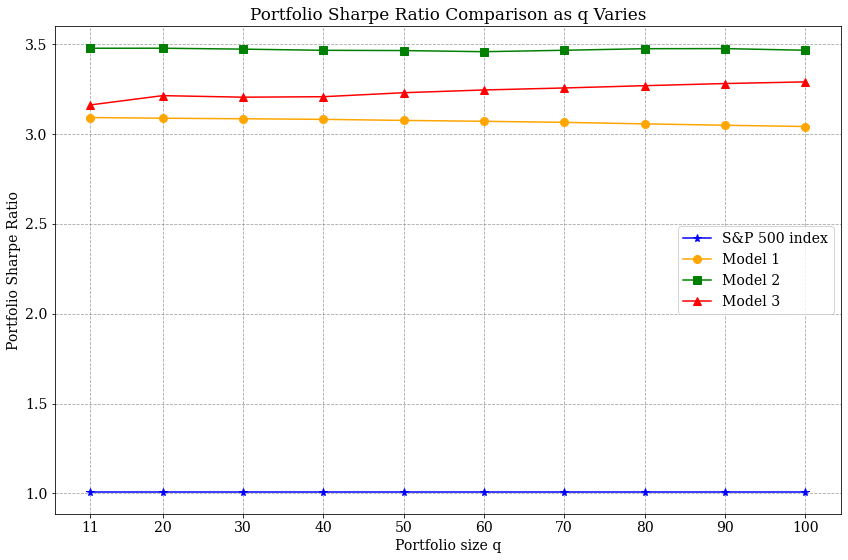 Portfolio Sharpe Ratio Comparison as q Varies
Portfolio Sharpe Ratio
3.5
3.0
2.5
2.0
1.5
1.0
S&P 500 index
Model 1
Model 2
Model 3
11 20 30 40 50 60 70 80 90 100
Portfolio size q